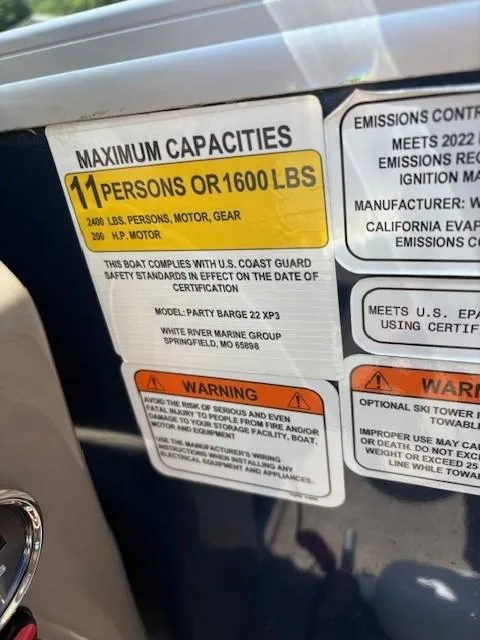 MAXIMUM CAPACITIES
11 PERSONS OR 1600 LBS
2400 LBS. PERSONS, MOTOR, GEAR
200 H.P. MOTOR
THIS BOAT COMPLIES WITH U.S. COAST GUARD
SAFETY STANDARDS IN EFFECT ON THE DATE OF
CERTIFICATION
MODEL: PARTY BARGE 22 XP3
WHITE RIVER MARINE GROUP
SPRINGFIELD, MO 65898
WARNING
AVOID THE RISK OF SERIOUS AND EVEN
FATAL INJURY TO PEOPLE FROM FIRE AND/OR
DAMAGE TO YOUR STORAGE FACILITY, BOAT,
MOTOR AND EQUIPMENT
USE THE MANUFACTURER'S WIRING
INSTRUCTIONS WHEN INSTALLING ANY
ELECTRICAL EQUIPMENT AND APPLIANCES.
EMISSIONS CONTR
MEETS 2022
EMISSIONS REG
IGNITION MA
MANUFACTURER: W
CALIFORNIA EVAP
EMISSIONS CO
MEETS U.S. EPA
USING CERTIF
WARN
OPTIONAL SKI TOWER
TOWABL
IMPROPER USE MAY CA
OR DEATH. DO NOT EXC
WEIGHT OR EXCEED 25
LINE WHILE TOWA